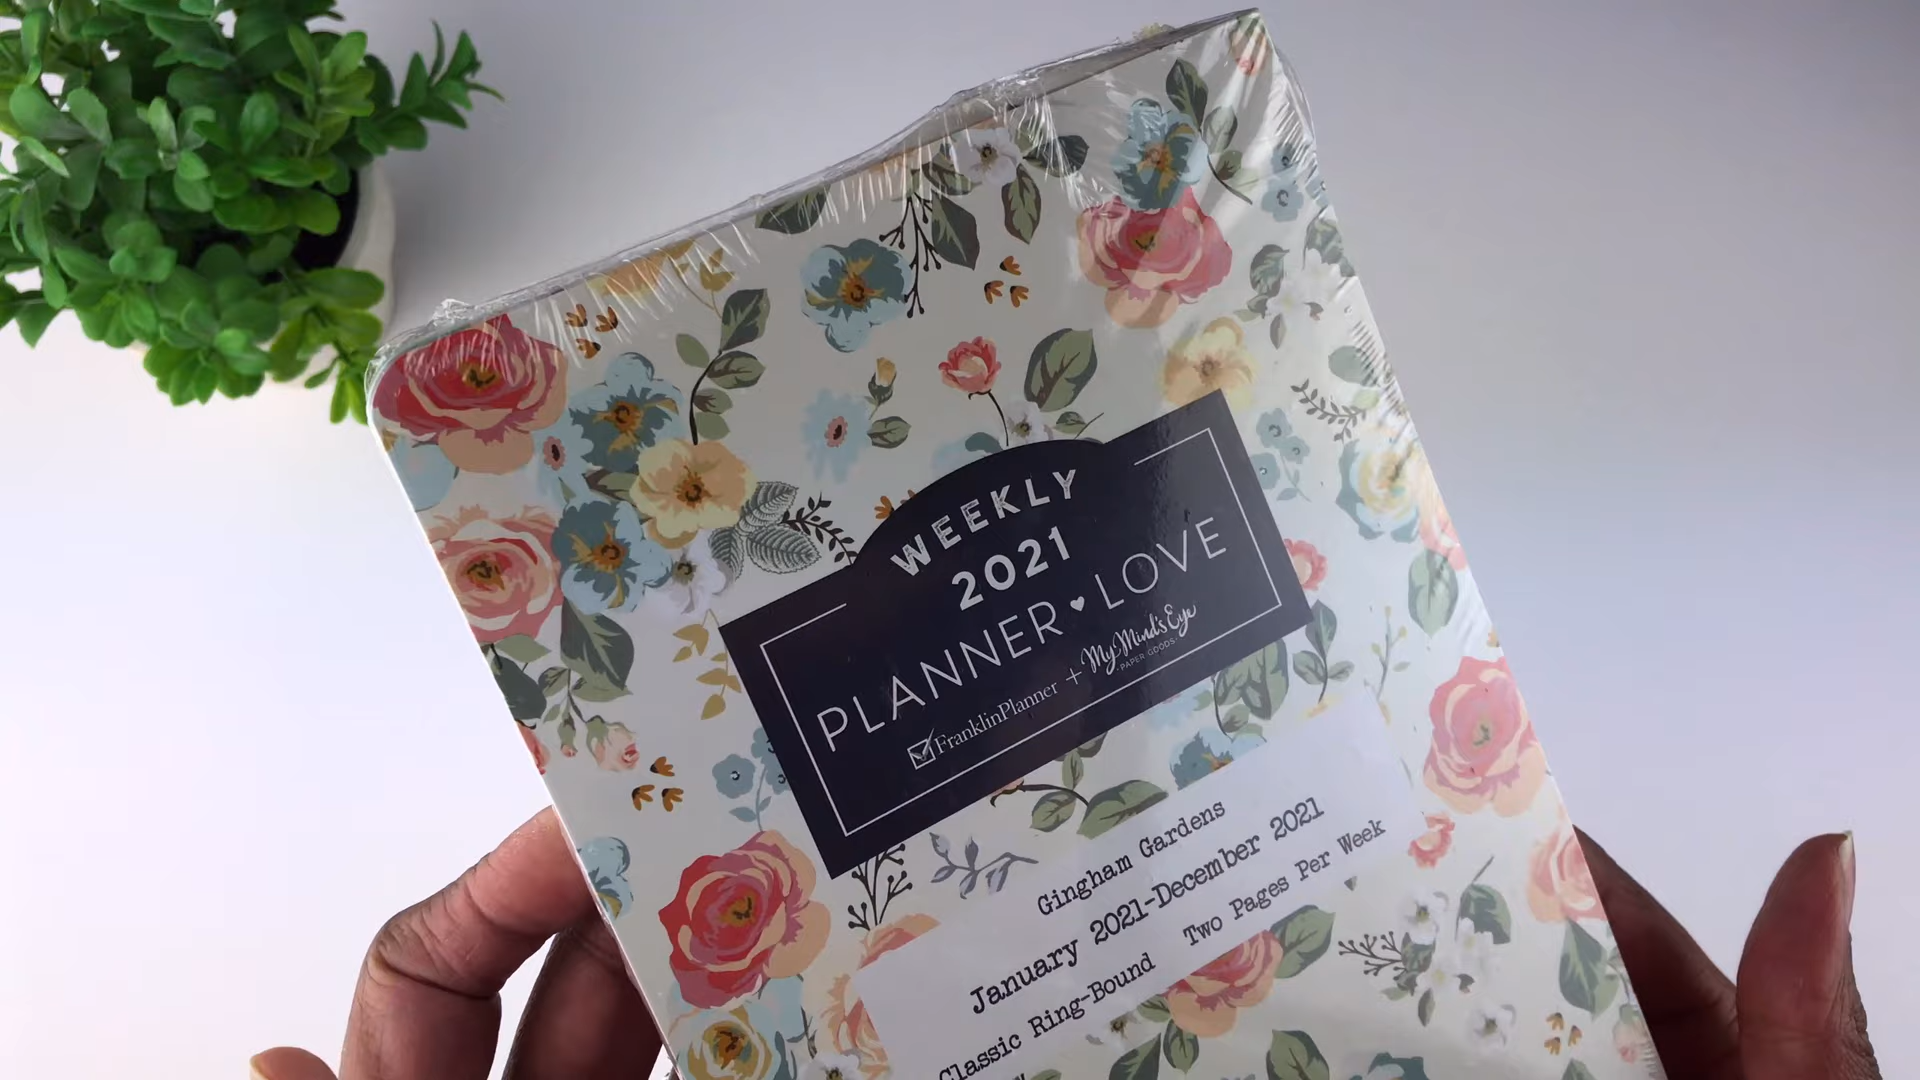 WEEKLY
2021
PLANNER ♥ LOVE
FranklinPlanner + My Mind's Eye
PAPER GOODS
Gingham Gardens
January 2021-December 2021
Classic Ring-Bound Two Pages Per Week